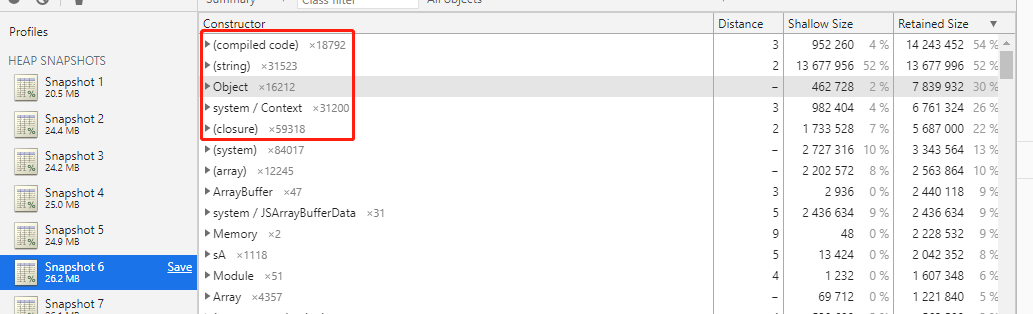 Summary
Class filter
All objects
Profiles
HEAP SNAPSHOTS
Snapshot 1
20.5 MB
Snapshot 2
24.4 MB
Snapshot 3
24.2 MB
Snapshot 4
25.0 MB
Snapshot 5
24.9 MB
Snapshot 6 Save
26.2 MB
Snapshot 7
Constructor Distance Shallow Size Retained Size ▼
(compiled code) ×18792 3 952 260 4 % 14 243 452 54 %
(string) ×31523 2 13 677 956 52 % 13 677 996 52 %
Object ×16212 – 462 728 2 % 7 839 932 30 %
system / Context ×31200 3 982 404 4 % 6 761 324 26 %
(closure) ×59318 2 1 733 528 7 % 5 687 000 22 %
(system) ×84017 – 2 727 316 10 % 3 343 564 13 %
(array) ×12245 – 2 202 572 8 % 2 563 864 10 %
ArrayBuffer ×47 3 2 936 0 % 2 440 118 9 %
system / JSArrayBufferData ×31 5 2 436 634 9 % 2 436 634 9 %
Memory ×2 9 48 0 % 2 228 532 9 %
sA ×1118 5 13 424 0 % 2 042 352 8 %
Module ×51 4 1 232 0 % 1 607 348 6 %
Array ×4357 – 69 712 0 % 1 221 840 5 %